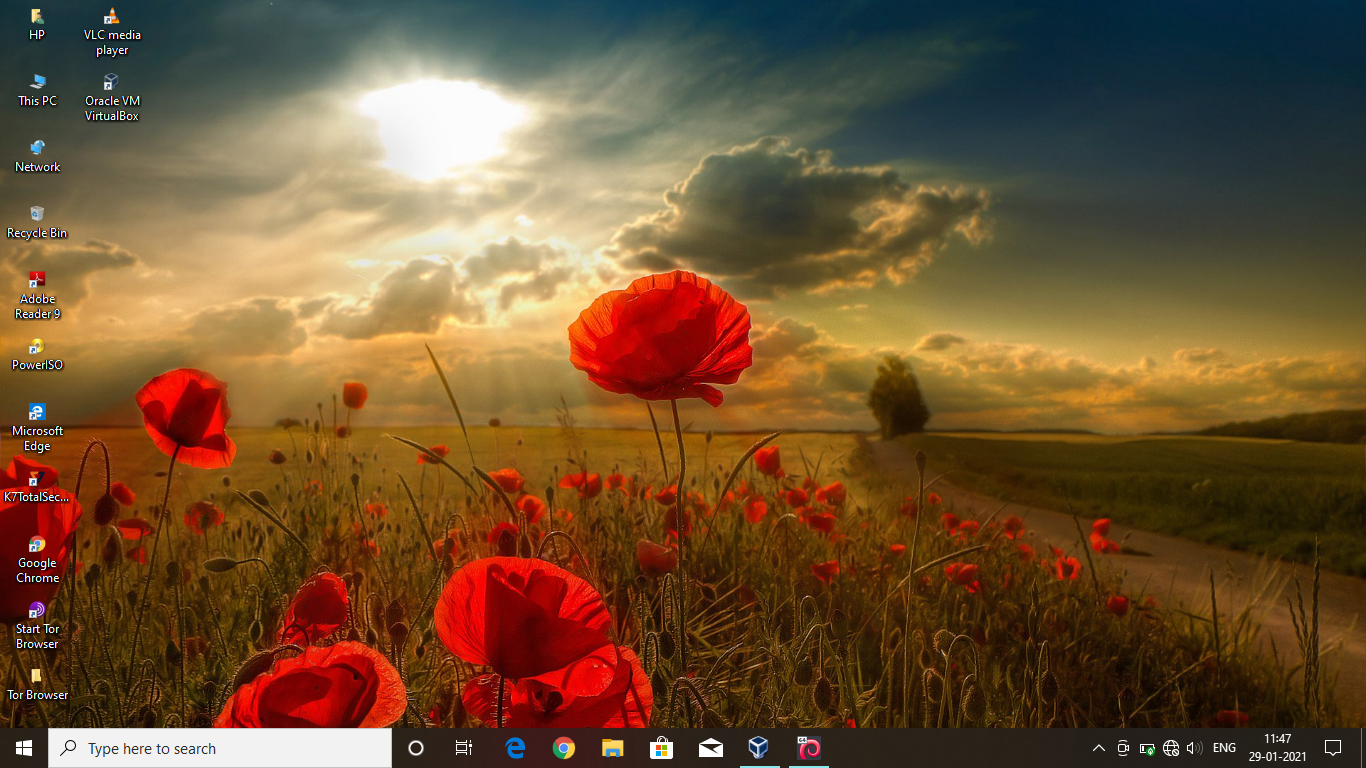 HP
VLC media
player
This PC
Oracle VM
VirtualBox
Network
Recycle Bin
Adobe
Reader 9
PowerISO
Microsoft
Edge
K7TotalSec...
Google
Chrome
Start Tor
Browser
Tor Browser
Type here to search
64
ENG
11:47
29-01-2021